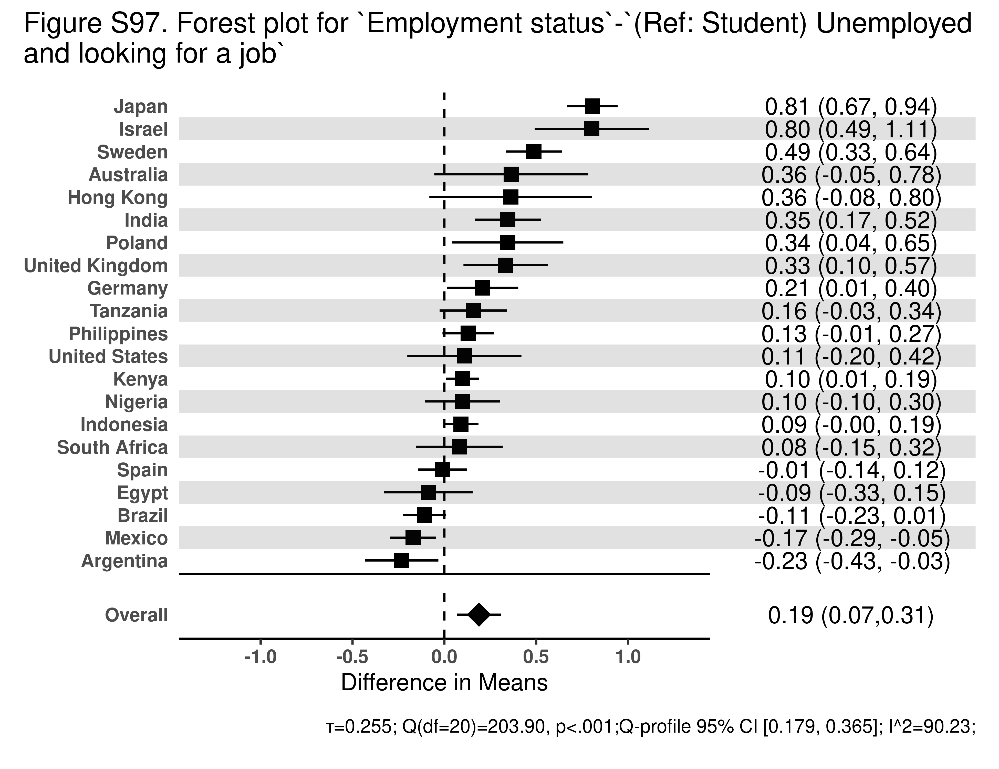 Figure S97. Forest plot for `Employment status`-`(Ref: Student) Unemployed
and looking for a job`
Japan 0.81 (0.67, 0.94)
Israel 0.80 (0.49, 1.11)
Sweden 0.49 (0.33, 0.64)
Australia 0.36 (-0.05, 0.78)
Hong Kong 0.36 (-0.08, 0.80)
India 0.35 (0.17, 0.52)
Poland 0.34 (0.04, 0.65)
United Kingdom 0.33 (0.10, 0.57)
Germany 0.21 (0.01, 0.40)
Tanzania 0.16 (-0.03, 0.34)
Philippines 0.13 (-0.01, 0.27)
United States 0.11 (-0.20, 0.42)
Kenya 0.10 (0.01, 0.19)
Nigeria 0.10 (-0.10, 0.30)
Indonesia 0.09 (-0.00, 0.19)
South Africa 0.08 (-0.15, 0.32)
Spain -0.01 (-0.14, 0.12)
Egypt -0.09 (-0.33, 0.15)
Brazil -0.11 (-0.23, 0.01)
Mexico -0.17 (-0.29, -0.05)
Argentina -0.23 (-0.43, -0.03)
Overall 0.19 (0.07,0.31)
-1.0 -0.5 0.0 0.5 1.0
Difference in Means
τ=0.255; Q(df=20)=203.90, p<.001;Q-profile 95% CI [0.179, 0.365]; I^2=90.23;